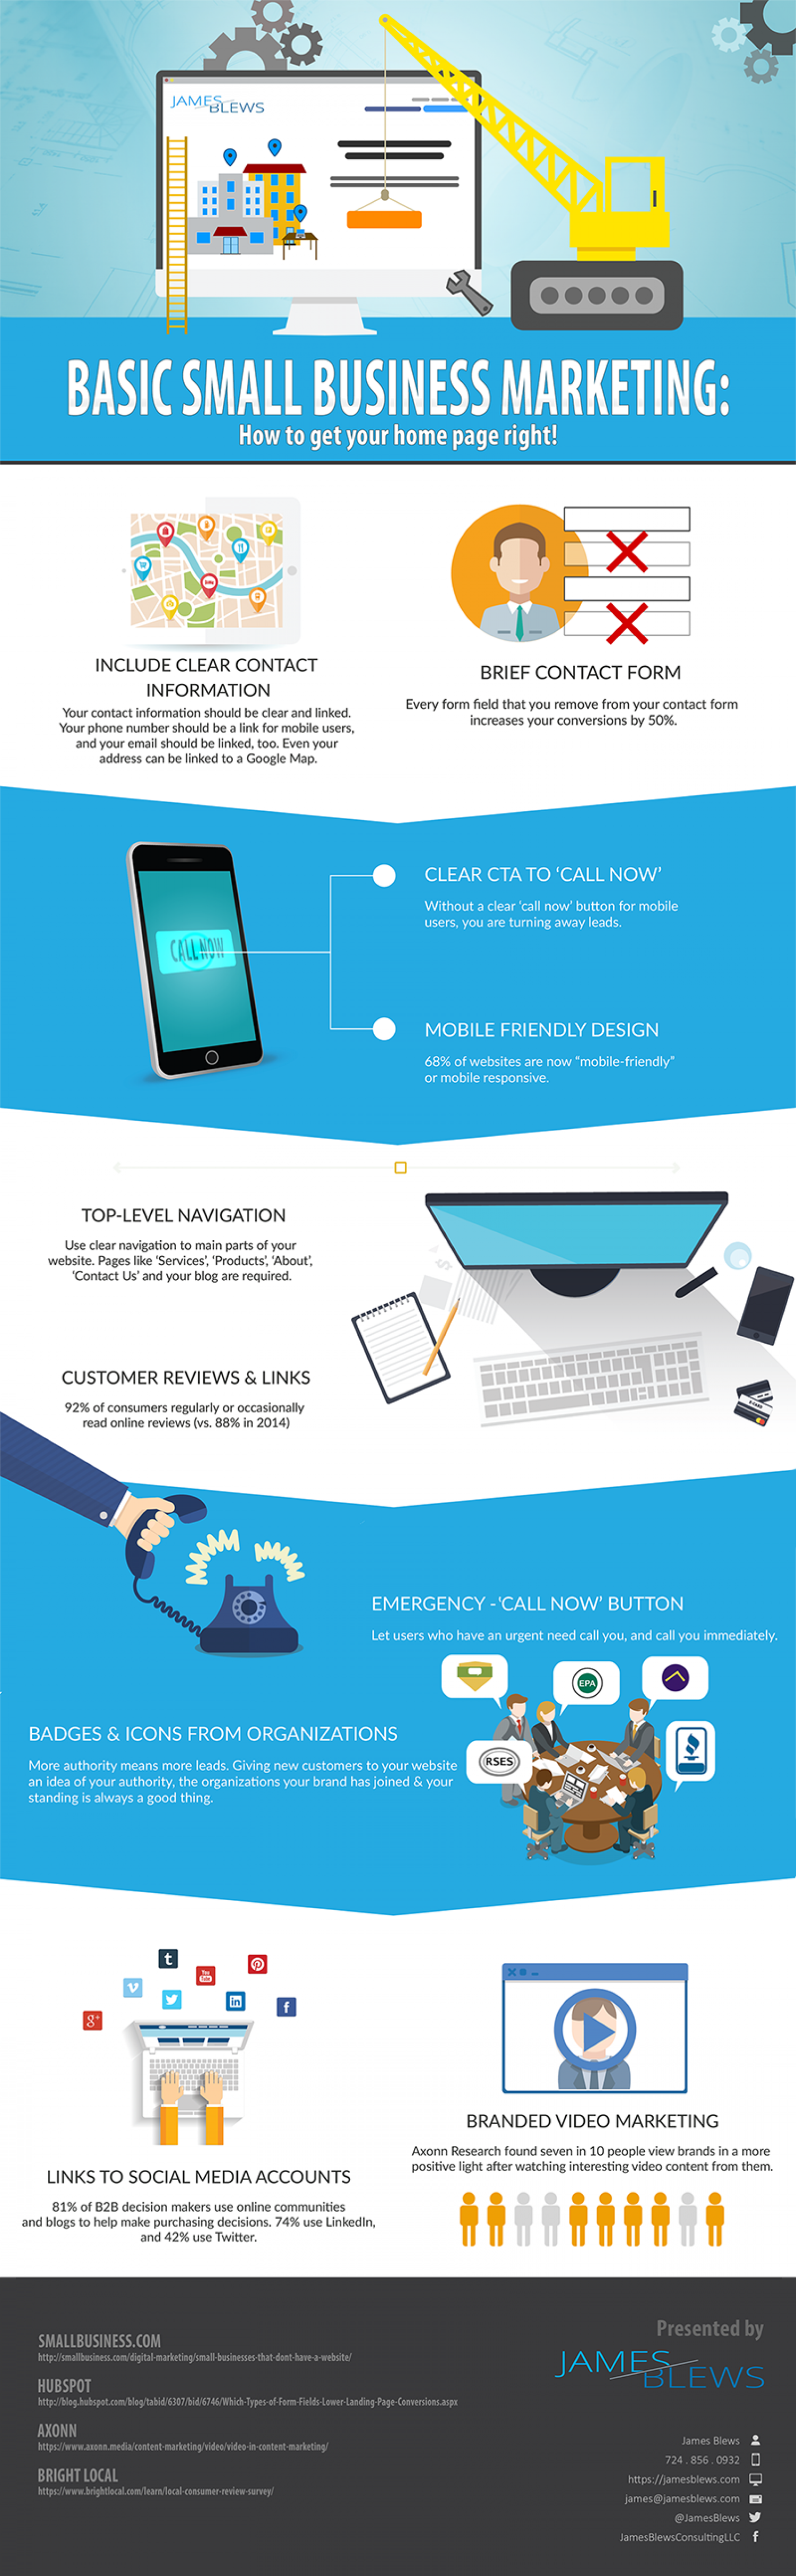 JAMES
BLEWS
BASIC SMALL BUSINESS MARKETING:
How to get your home page right!
INCLUDE CLEAR CONTACT
INFORMATION
Your contact information should be clear and linked.
Your phone number should be a link for mobile users,
and your email should be linked, too. Even your
address can be linked to a Google Map.
BRIEF CONTACT FORM
Every form field that you remove from your contact form
increases your conversions by 50%.
CALL NOW
CLEAR CTA TO ‘CALL NOW’
Without a clear ‘call now’ button for mobile
users, you are turning away leads.
MOBILE FRIENDLY DESIGN
68% of websites are now "mobile-friendly"
or mobile responsive.
TOP-LEVEL NAVIGATION
Use clear navigation to main parts of your
website. Pages like ‘Services’, ‘Products’, ‘About’,
‘Contact Us’ and your blog are required.
CUSTOMER REVIEWS & LINKS
92% of consumers regularly or occasionally
read online reviews (vs. 88% in 2014)
EMERGENCY - ‘CALL NOW’ BUTTON
Let users who have an urgent need call you, and call you immediately.
EPA
RSES
BADGES & ICONS FROM ORGANIZATIONS
More authority means more leads. Giving new customers to your website
an idea of your authority, the organizations your brand has joined & your
standing is always a good thing.
LINKS TO SOCIAL MEDIA ACCOUNTS
81% of B2B decision makers use online communities
and blogs to help make purchasing decisions. 74% use LinkedIn,
and 42% use Twitter.
BRANDED VIDEO MARKETING
Axonn Research found seven in 10 people view brands in a more
positive light after watching interesting video content from them.
SMALLBUSINESS.COM
http://smallbusiness.com/digital-marketing/small-businesses-that-dont-have-a-website/
HUBSPOT
http://blog.hubspot.com/blog/tabid/6307/bid/6746/Which-Types-of-Form-Fields-Lower-Landing-Page-Conversions.aspx
AXONN
https://www.axonn.media/content-marketing/video/video-in-content-marketing/
BRIGHT LOCAL
https://www.brightlocal.com/learn/local-consumer-review-survey/
Presented by
JAMES
BLEWS
James Blews
724 . 856 . 0932
https://jamesblews.com
james@jamesblews.com
@JamesBlews
JamesBlewsConsultingLLC